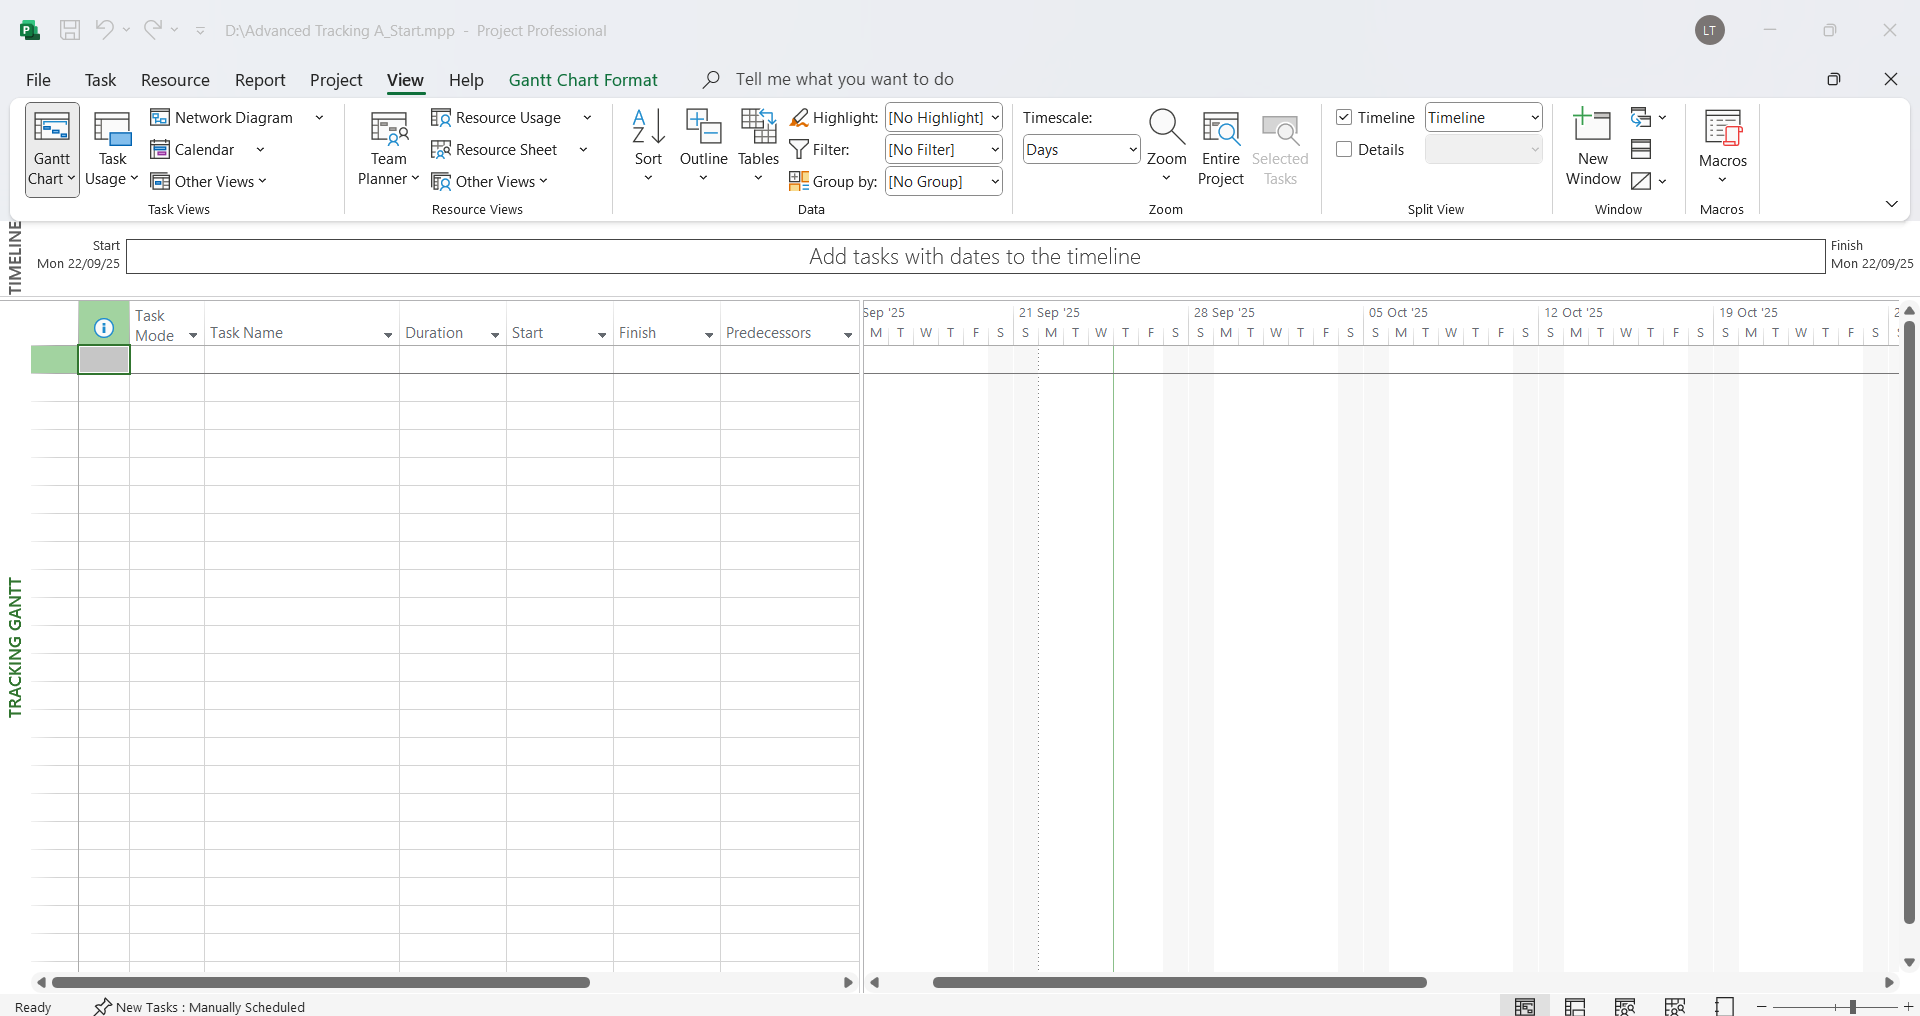 D:\Advanced Tracking A_Start.mpp - Project Professional
LT
File Task Resource Report Project View Help Gantt Chart Format Tell me what you want to do
Gantt Chart
Task Usage
Network Diagram
Calendar
Other Views
Task Views
Team Planner
Resource Usage
Resource Sheet
Other Views
Resource Views
Sort
Outline
Tables
Highlight: [No Highlight]
Filter: [No Filter]
Group by: [No Group]
Data
Timescale:
Days
Zoom
Entire Project
Selected Tasks
Zoom
Timeline Timeline
Details
Split View
New Window
Window
Macros
Macros
TIMELINE
Start
Mon 22/09/25
Add tasks with dates to the timeline
Finish
Mon 22/09/25
Task Mode Task Name Duration Start Finish Predecessors
Sep '25 21 Sep '25 28 Sep '25 05 Oct '25 12 Oct '25 19 Oct '25 2
M T W T F S S M T W T F S S M T W T F S S M T W T F S S M T W T F S S M T W T F S S
TRACKING GANTT
Ready New Tasks : Manually Scheduled